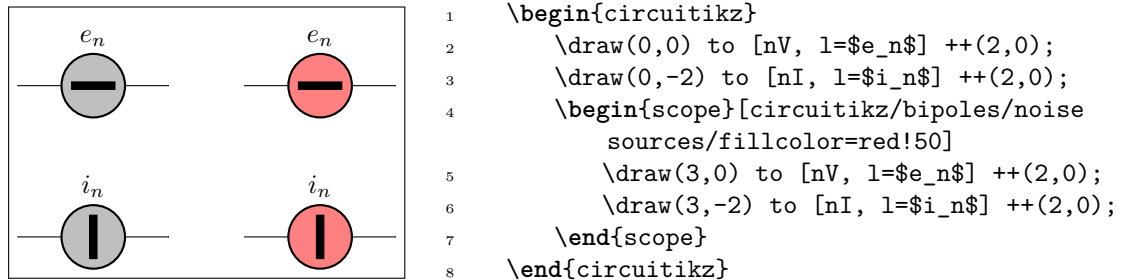 e_n e_n
i_n i_n
1 \begin{circuitikz}
2 \draw(0,0) to [nV, l=$e_n$] ++(2,0);
3 \draw(0,-2) to [nI, l=$i_n$] ++(2,0);
4 \begin{scope}[circuitikz/bipoles/noise
sources/fillcolor=red!50]
5 \draw(3,0) to [nV, l=$e_n$] ++(2,0);
6 \draw(3,-2) to [nI, l=$i_n$] ++(2,0);
7 \end{scope}
8 \end{circuitikz}